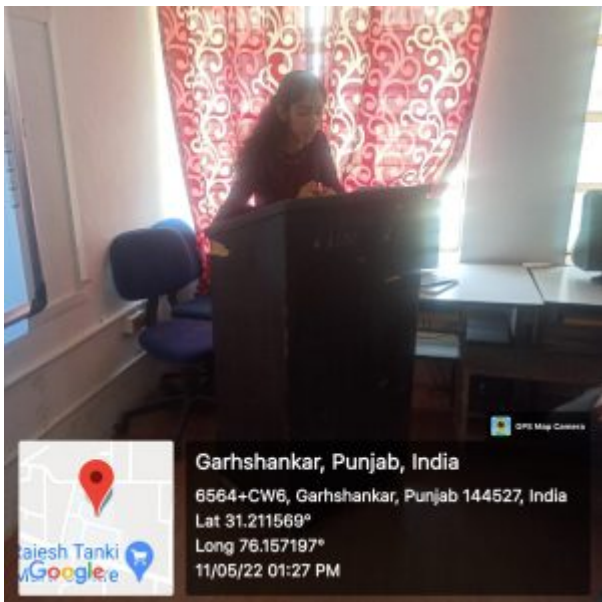 GPS Map Camera
Garhshankar, Punjab, India
6564+CW6, Garhshankar, Punjab 144527, India
Lat 31.211569°
Long 76.157197°
11/05/22 01:27 PM
Tanki
Google